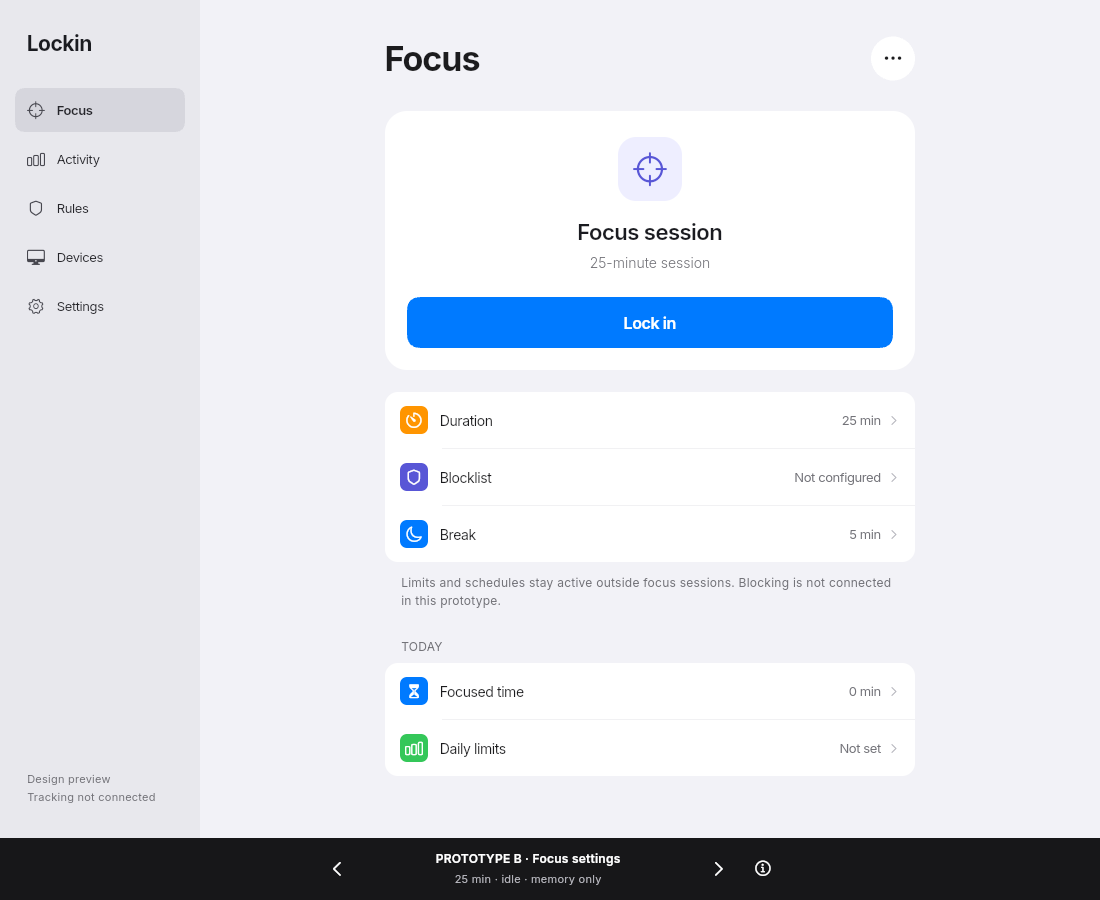 Lockin
Focus
Activity
Rules
Devices
Settings
Design preview
Tracking not connected
Focus
Focus session
25-minute session
Lock in
Duration 25 min
Blocklist Not configured
Break 5 min
Limits and schedules stay active outside focus sessions. Blocking is not connected
in this prototype.
TODAY
Focused time 0 min
Daily limits Not set
PROTOTYPE B · Focus settings
25 min · idle · memory only